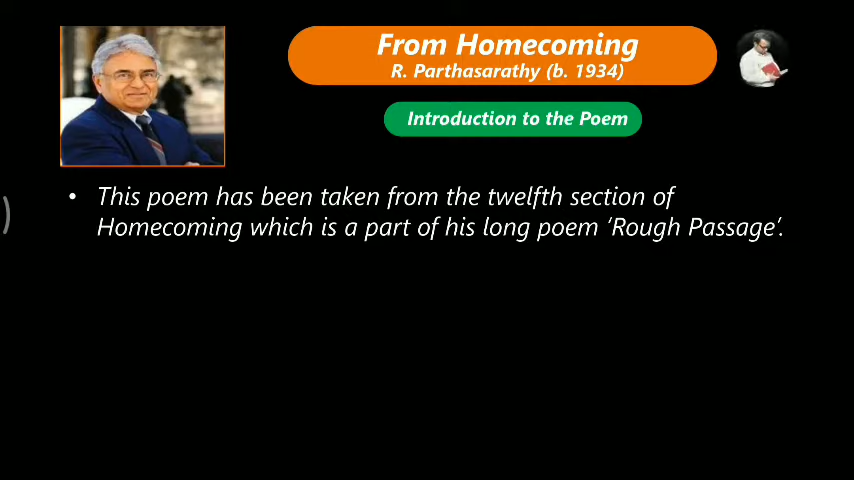 From Homecoming
R. Parthasarathy (b. 1934)
Introduction to the Poem
• This poem has been taken from the twelfth section of
Homecoming which is a part of his long poem ‘Rough Passage’.